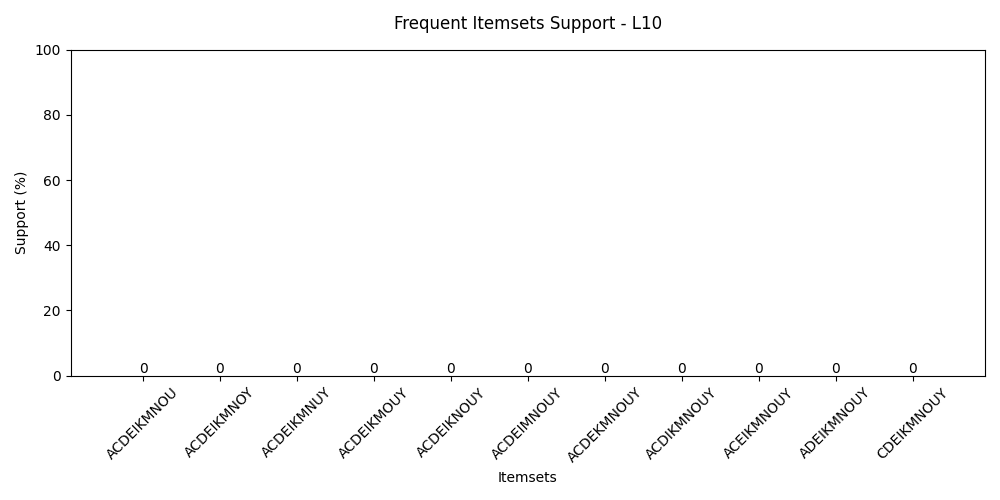 Frequent Itemsets Support - L10
Support (%)
100
80
60
40
20
0
0 0 0 0 0 0 0 0 0 0 0
ACDEIKMNOU ACDEIKMNOY ACDEIKMNUY ACDEIKMOUY ACDEIKNOUY ACDEIMNOUY ACDEKMNOUY ACDIKMNOUY ACEIKMNOUY ADEIKMNOUY CDEIKMNOUY
Itemsets